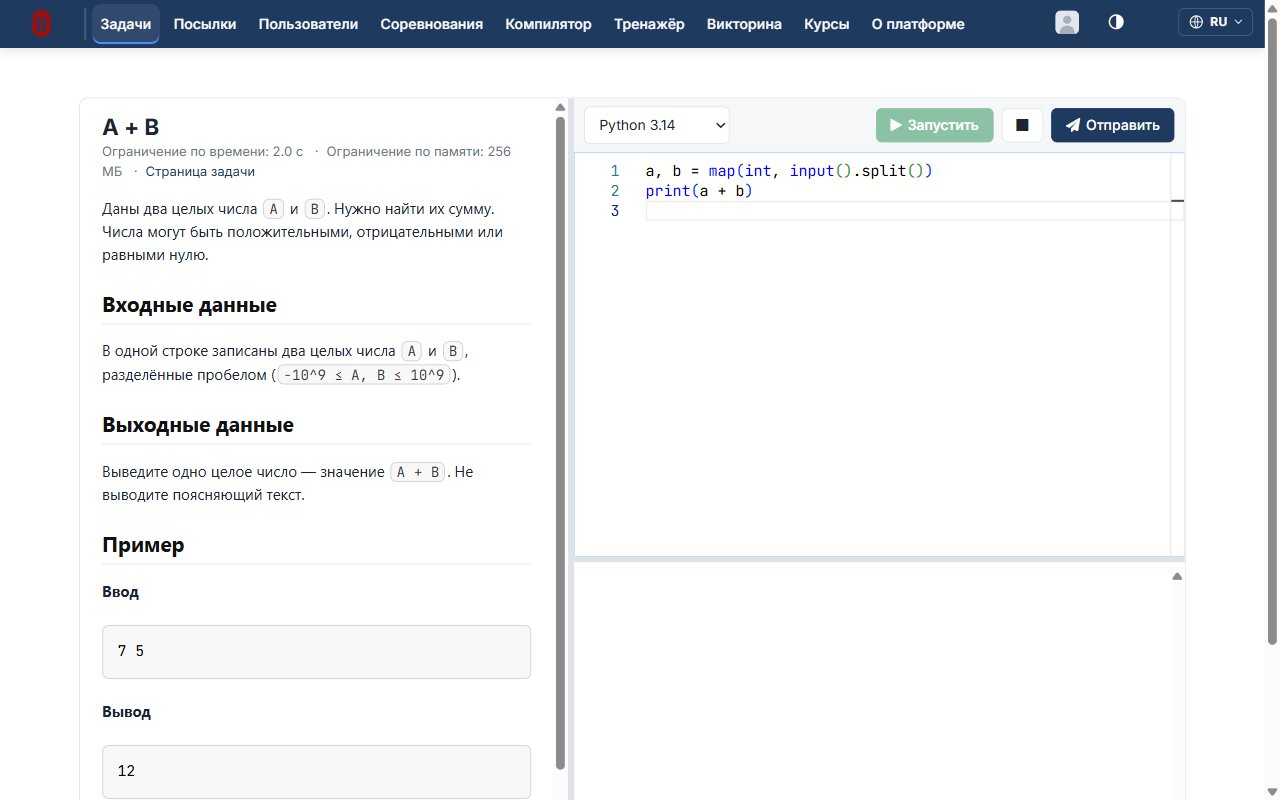 Задачи Посылки Пользователи Соревнования Компилятор Тренажёр Викторина Курсы О платформе RU
A + B
Ограничение по времени: 2.0 с · Ограничение по памяти: 256
МБ · Страница задачи
Даны два целых числа A и B. Нужно найти их сумму.
Числа могут быть положительными, отрицательными или
равными нулю.
Входные данные
В одной строке записаны два целых числа A и B,
разделённые пробелом (-10^9 ≤ A, B ≤ 10^9).
Выходные данные
Выведите одно целое число — значение A + B. Не
выводите поясняющий текст.
Пример
Ввод
7 5
Вывод
12
Python 3.14 Запустить Отправить
1 a, b = map(int, input().split())
2 print(a + b)
3